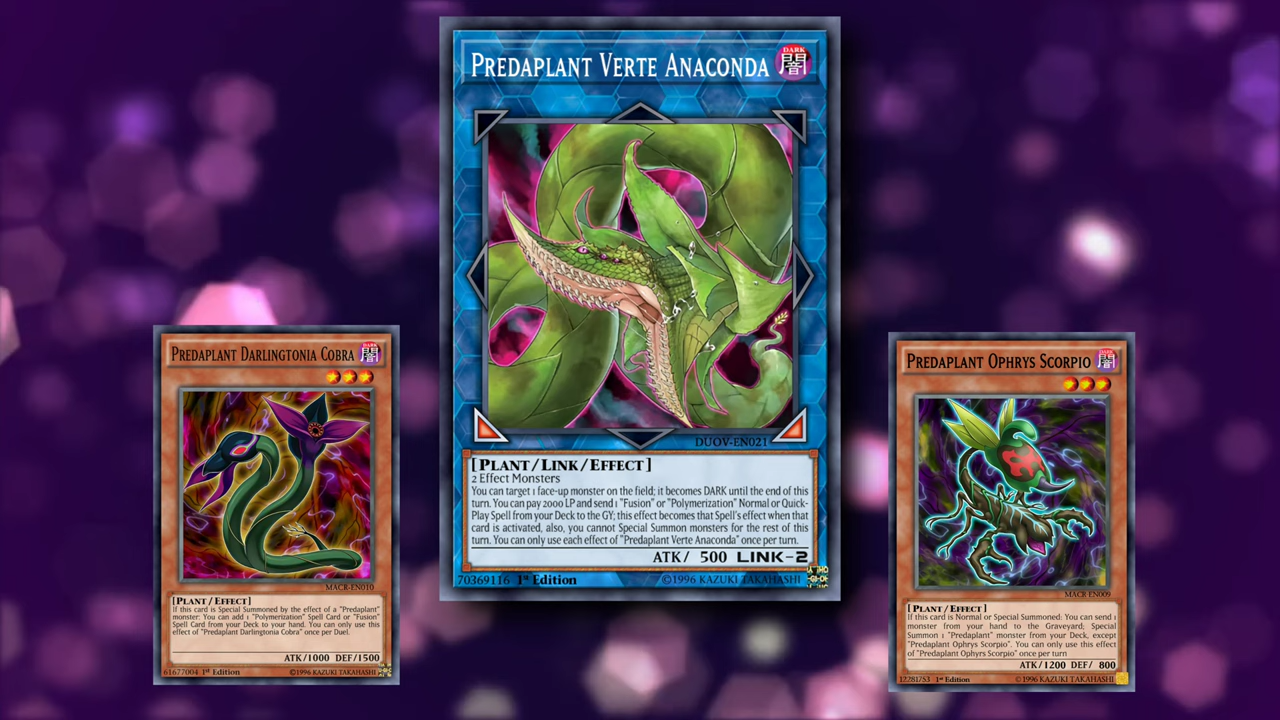 PREDAPLANT VERTE ANACONDA
DARK
闇
DUOV-EN021
[PLANT/LINK/EFFECT]
2 Effect Monsters
You can target 1 face-up monster on the field; it becomes DARK until the end of this
turn. You can pay 2000 LP and send 1 "Fusion" or "Polymerization" Normal or Quick-
Play Spell from your Deck to the GY; this effect becomes that Spell's effect when that
card is activated, also, you cannot Special Summon monsters for the rest of this
turn. You can only use each effect of "Predaplant Verte Anaconda" once per turn.
ATK/ 500 LINK-2
70369116 1st Edition ©1996 KAZUKI TAKAHASHI
PREDAPLANT DARLINGTONIA COBRA
DARK
闇
MACR-EN010
[PLANT/EFFECT]
If this card is Special Summoned by the effect of a "Predaplant"
monster: You can add 1 "Polymerization" Spell Card or "Fusion"
Spell Card from your Deck to your hand. You can only use this
effect of "Predaplant Darlingtonia Cobra" once per Duel.
ATK/1000 DEF/1500
61677004 1st Edition ©1996 KAZUKI TAKAHASHI
PREDAPLANT OPHRYS SCORPIO
DARK
闇
MACR EN009
[PLANT/EFFECT]
If this card is Normal or Special Summoned: You can send 1
monster from your hand to the Graveyard; Special
Summon 1 "Predaplant" monster from your Deck, except
"Predaplant Ophrys Scorpio". You can only use this effect
of "Predaplant Ophrys Scorpio" once per turn
ATK/1200 DEF/ 800
12281753 1st Edition ©1996 KAZUKI TAKAHASHI